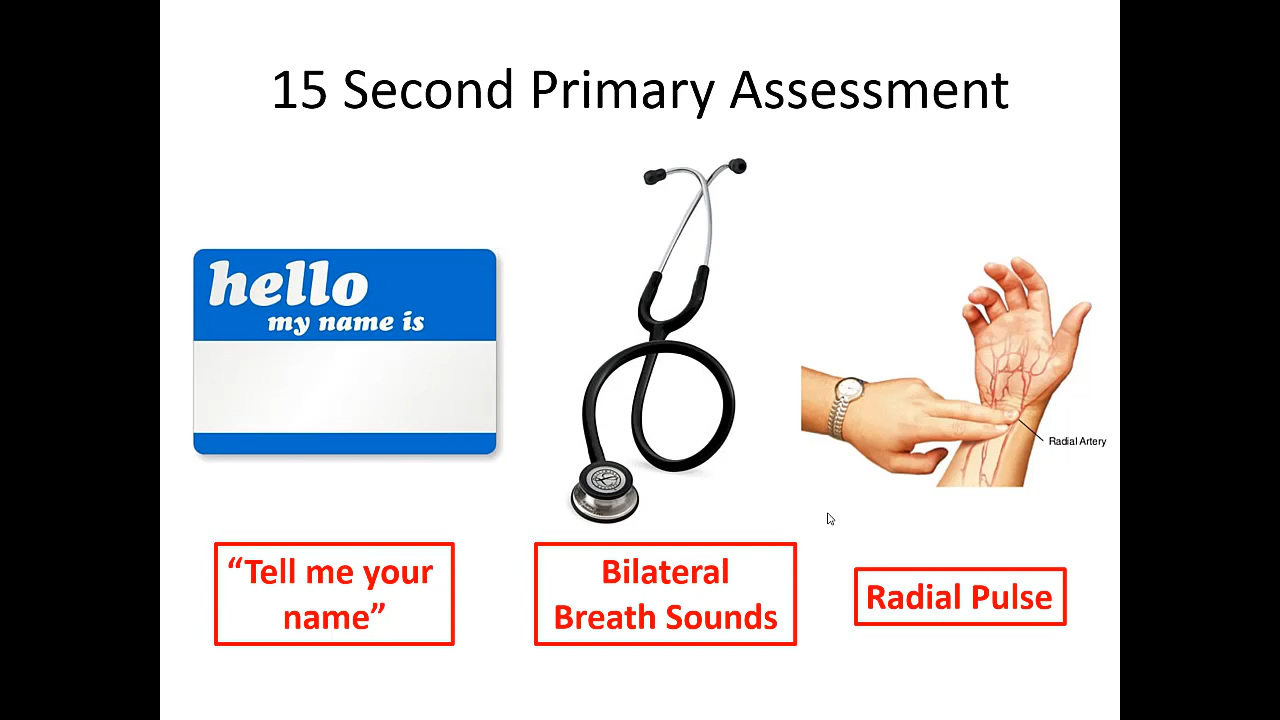 15 Second Primary Assessment
hello
my name is
Radial Artery
“Tell me your
name”
Bilateral
Breath Sounds
Radial Pulse